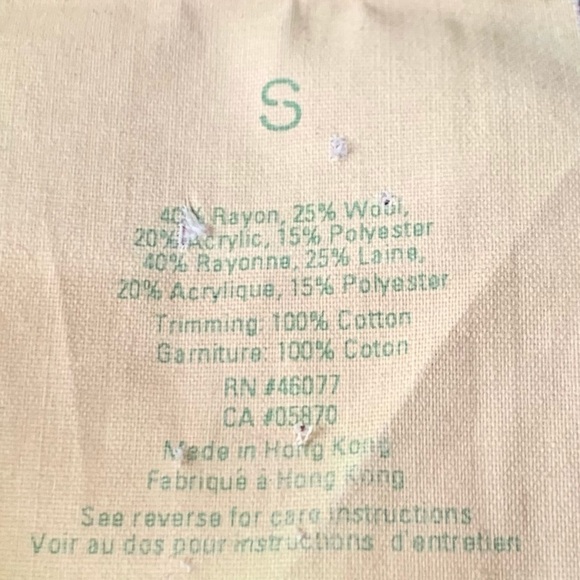 S
40% Rayon, 25% Wool,
20% Acrylic, 15% Polyester
40% Rayonne, 25% Laine,
20% Acrylique, 15% Polyester
Trimming: 100% Cotton
Garniture: 100% Coton
RN #46077
CA #05870
Made in Hong Kong
Fabriqué à Hong Kong
See reverse for care instructions
Voir au dos pour instructions d'entretien